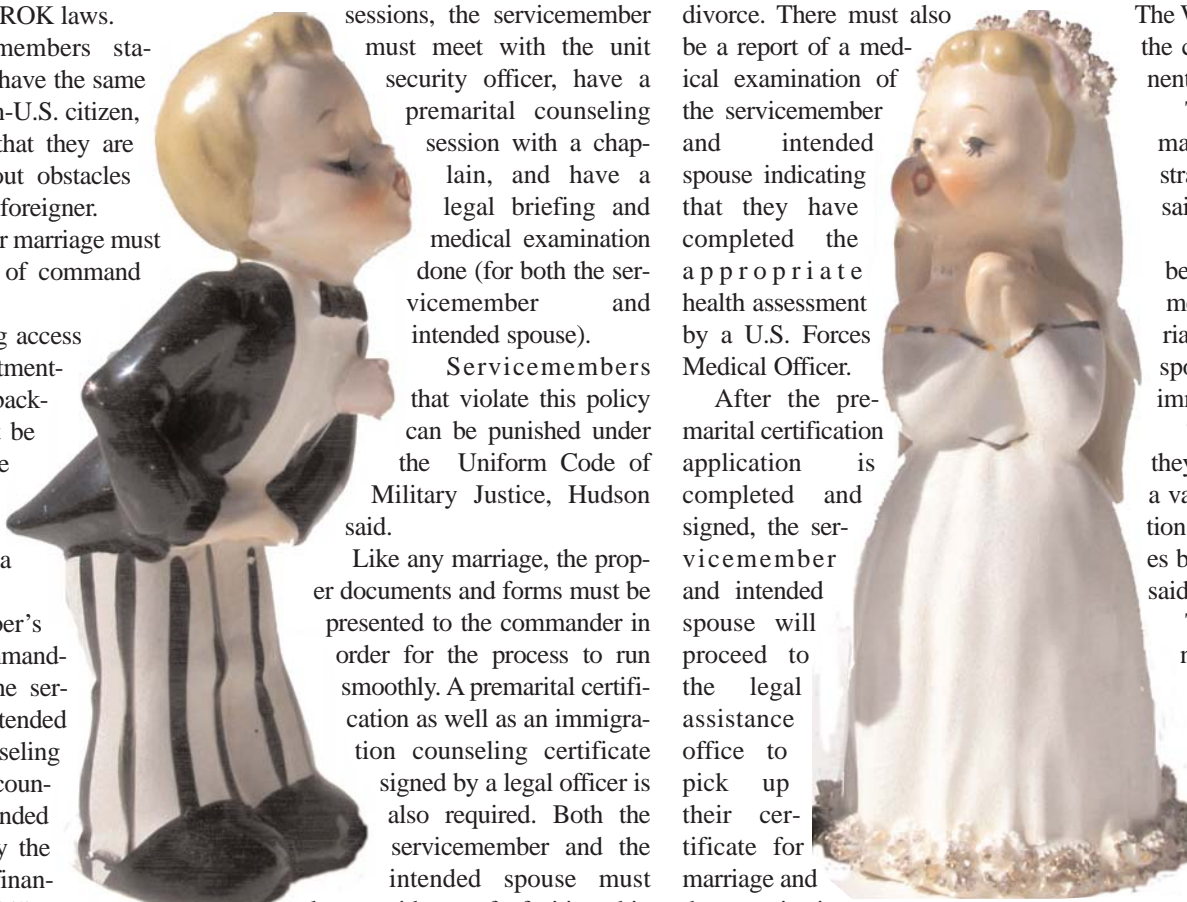 ROK laws.
members sta-
have the same
n-U.S. citizen,
that they are
out obstacles
foreigner.
r marriage must
of command
g access
tment-
back-
be
a
ber's
mmand-
ne ser-
tended
seling
coun-
nded
y the
finan-
sessions, the servicemember
must meet with the unit
security officer, have a
premarital counseling
session with a chap-
lain, and have a
legal briefing and
medical examination
done (for both the ser-
vicemember and
intended spouse).
Servicemembers
that violate this policy
can be punished under
the Uniform Code of
Military Justice, Hudson
said.
Like any marriage, the prop-
er documents and forms must be
presented to the commander in
order for the process to run
smoothly. A premarital certifi-
cation as well as an immigra-
tion counseling certificate
signed by a legal officer is
also required. Both the
servicemember and the
intended spouse must
divorce. There must also
be a report of a med-
ical examination of
the servicemember
and intended
spouse indicating
that they have
completed the
appropriate
health assessment
by a U.S. Forces
Medical Officer.
After the pre-
marital certification
application is
completed and
signed, the ser-
vicemember
and intended
spouse will
proceed to
the legal
assistance
office to
pick up
their cer-
tificate for
marriage and
The
the
nent
ma
stra
sai
be
me
ria
spo
imm
they
a va
tion
es b
said